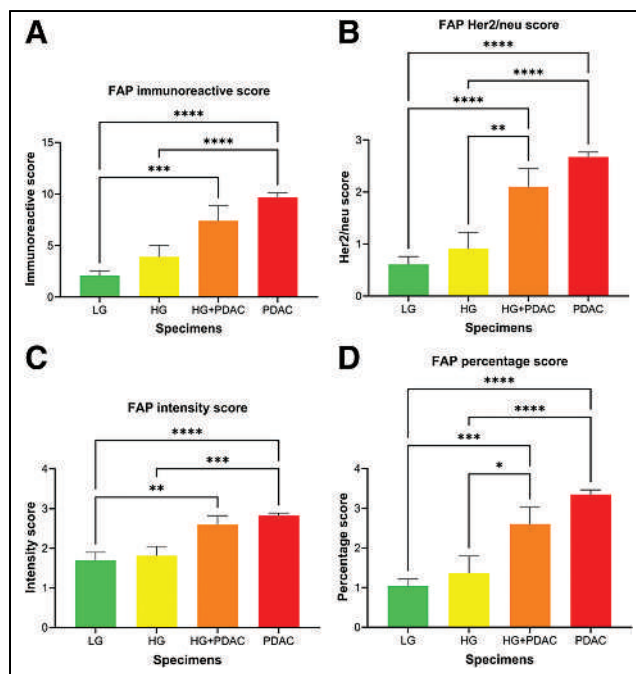 A
FAP immunoreactive score
****
****
***
Immunoreactive score
15
10
5
0
LG HG HG+PDAC PDAC
Specimens
B
FAP Her2/neu score
****
****
****
**
Her2/neu score
3
2
1
0
LG HG HG+PDAC PDAC
Specimens
C
FAP intensity score
****
***
**
Intensity score
4
3
2
1
0
LG HG HG+PDAC PDAC
Specimens
D
FAP percentage score
****
****
***
*
Percentage score
4
3
2
1
0
LG HG HG+PDAC PDAC
Specimens